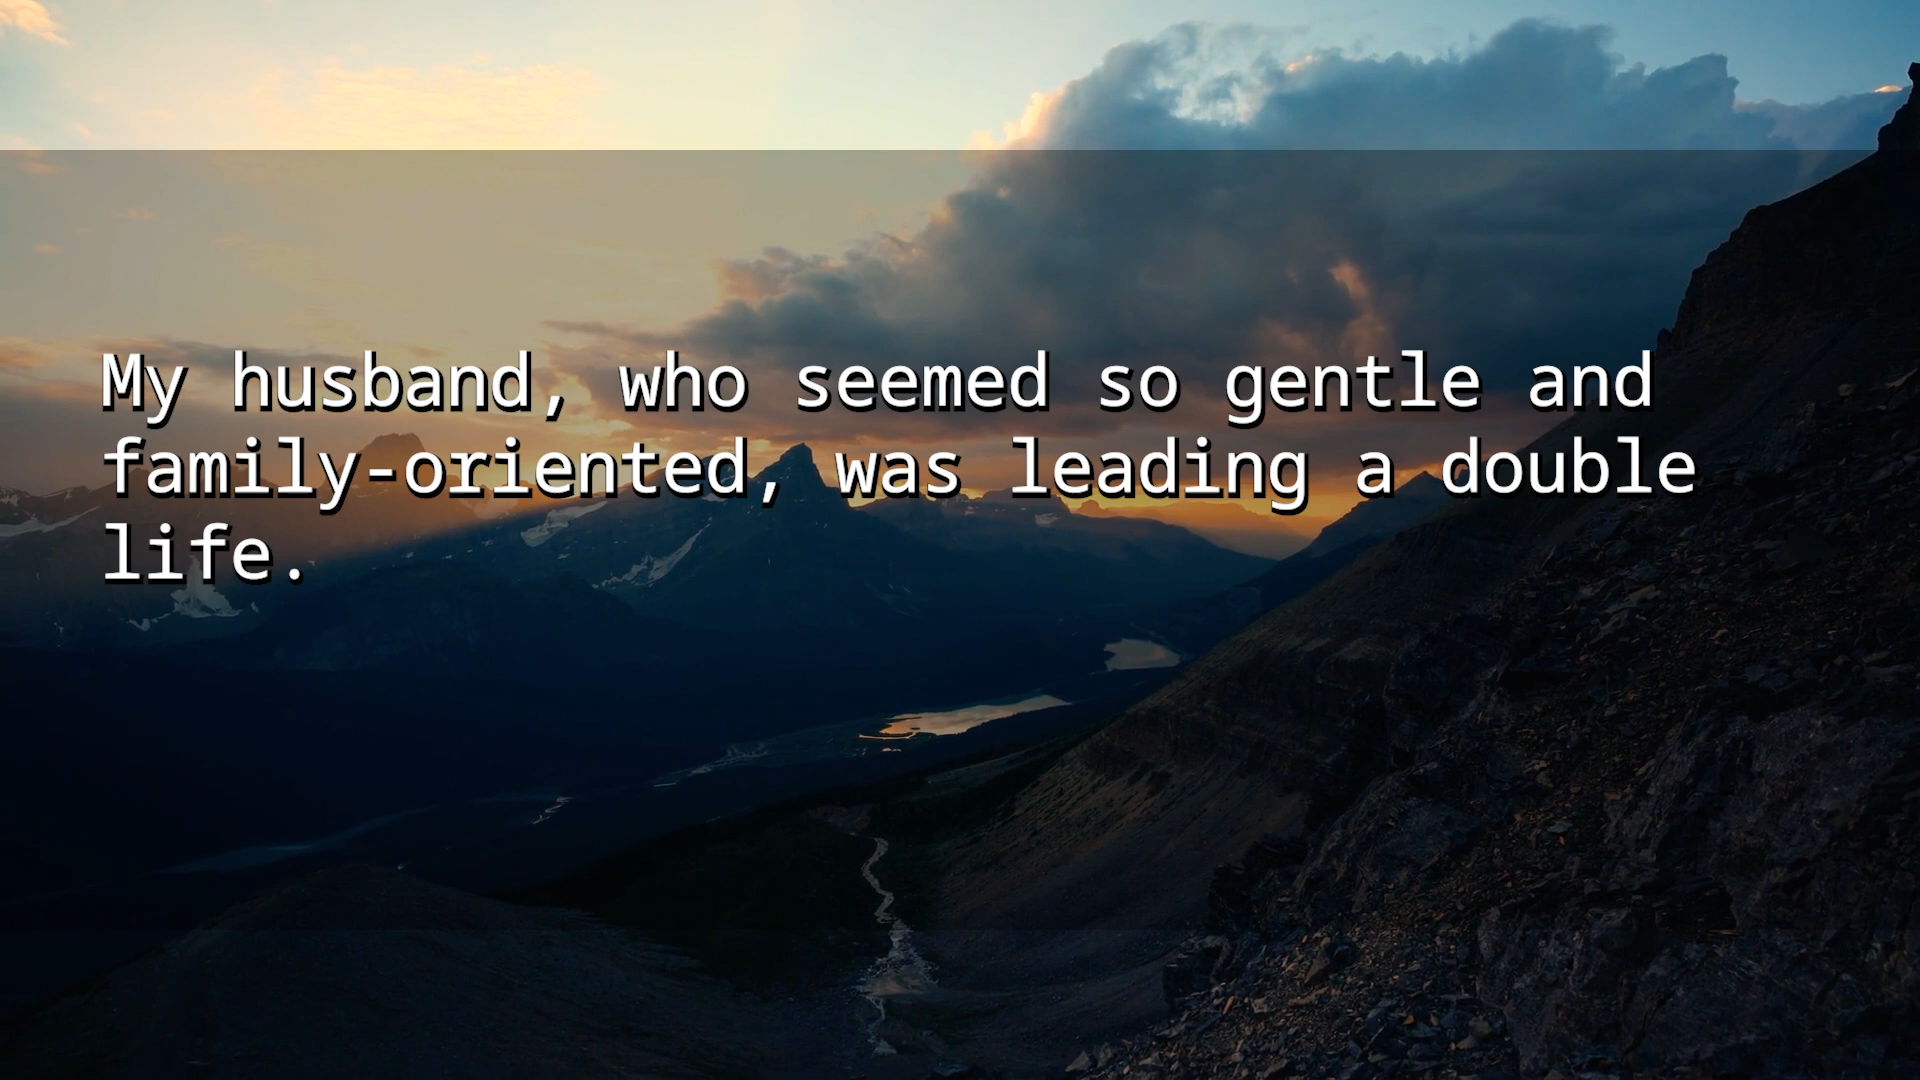 My husband, who seemed so gentle and
family-oriented, was leading a double
life.